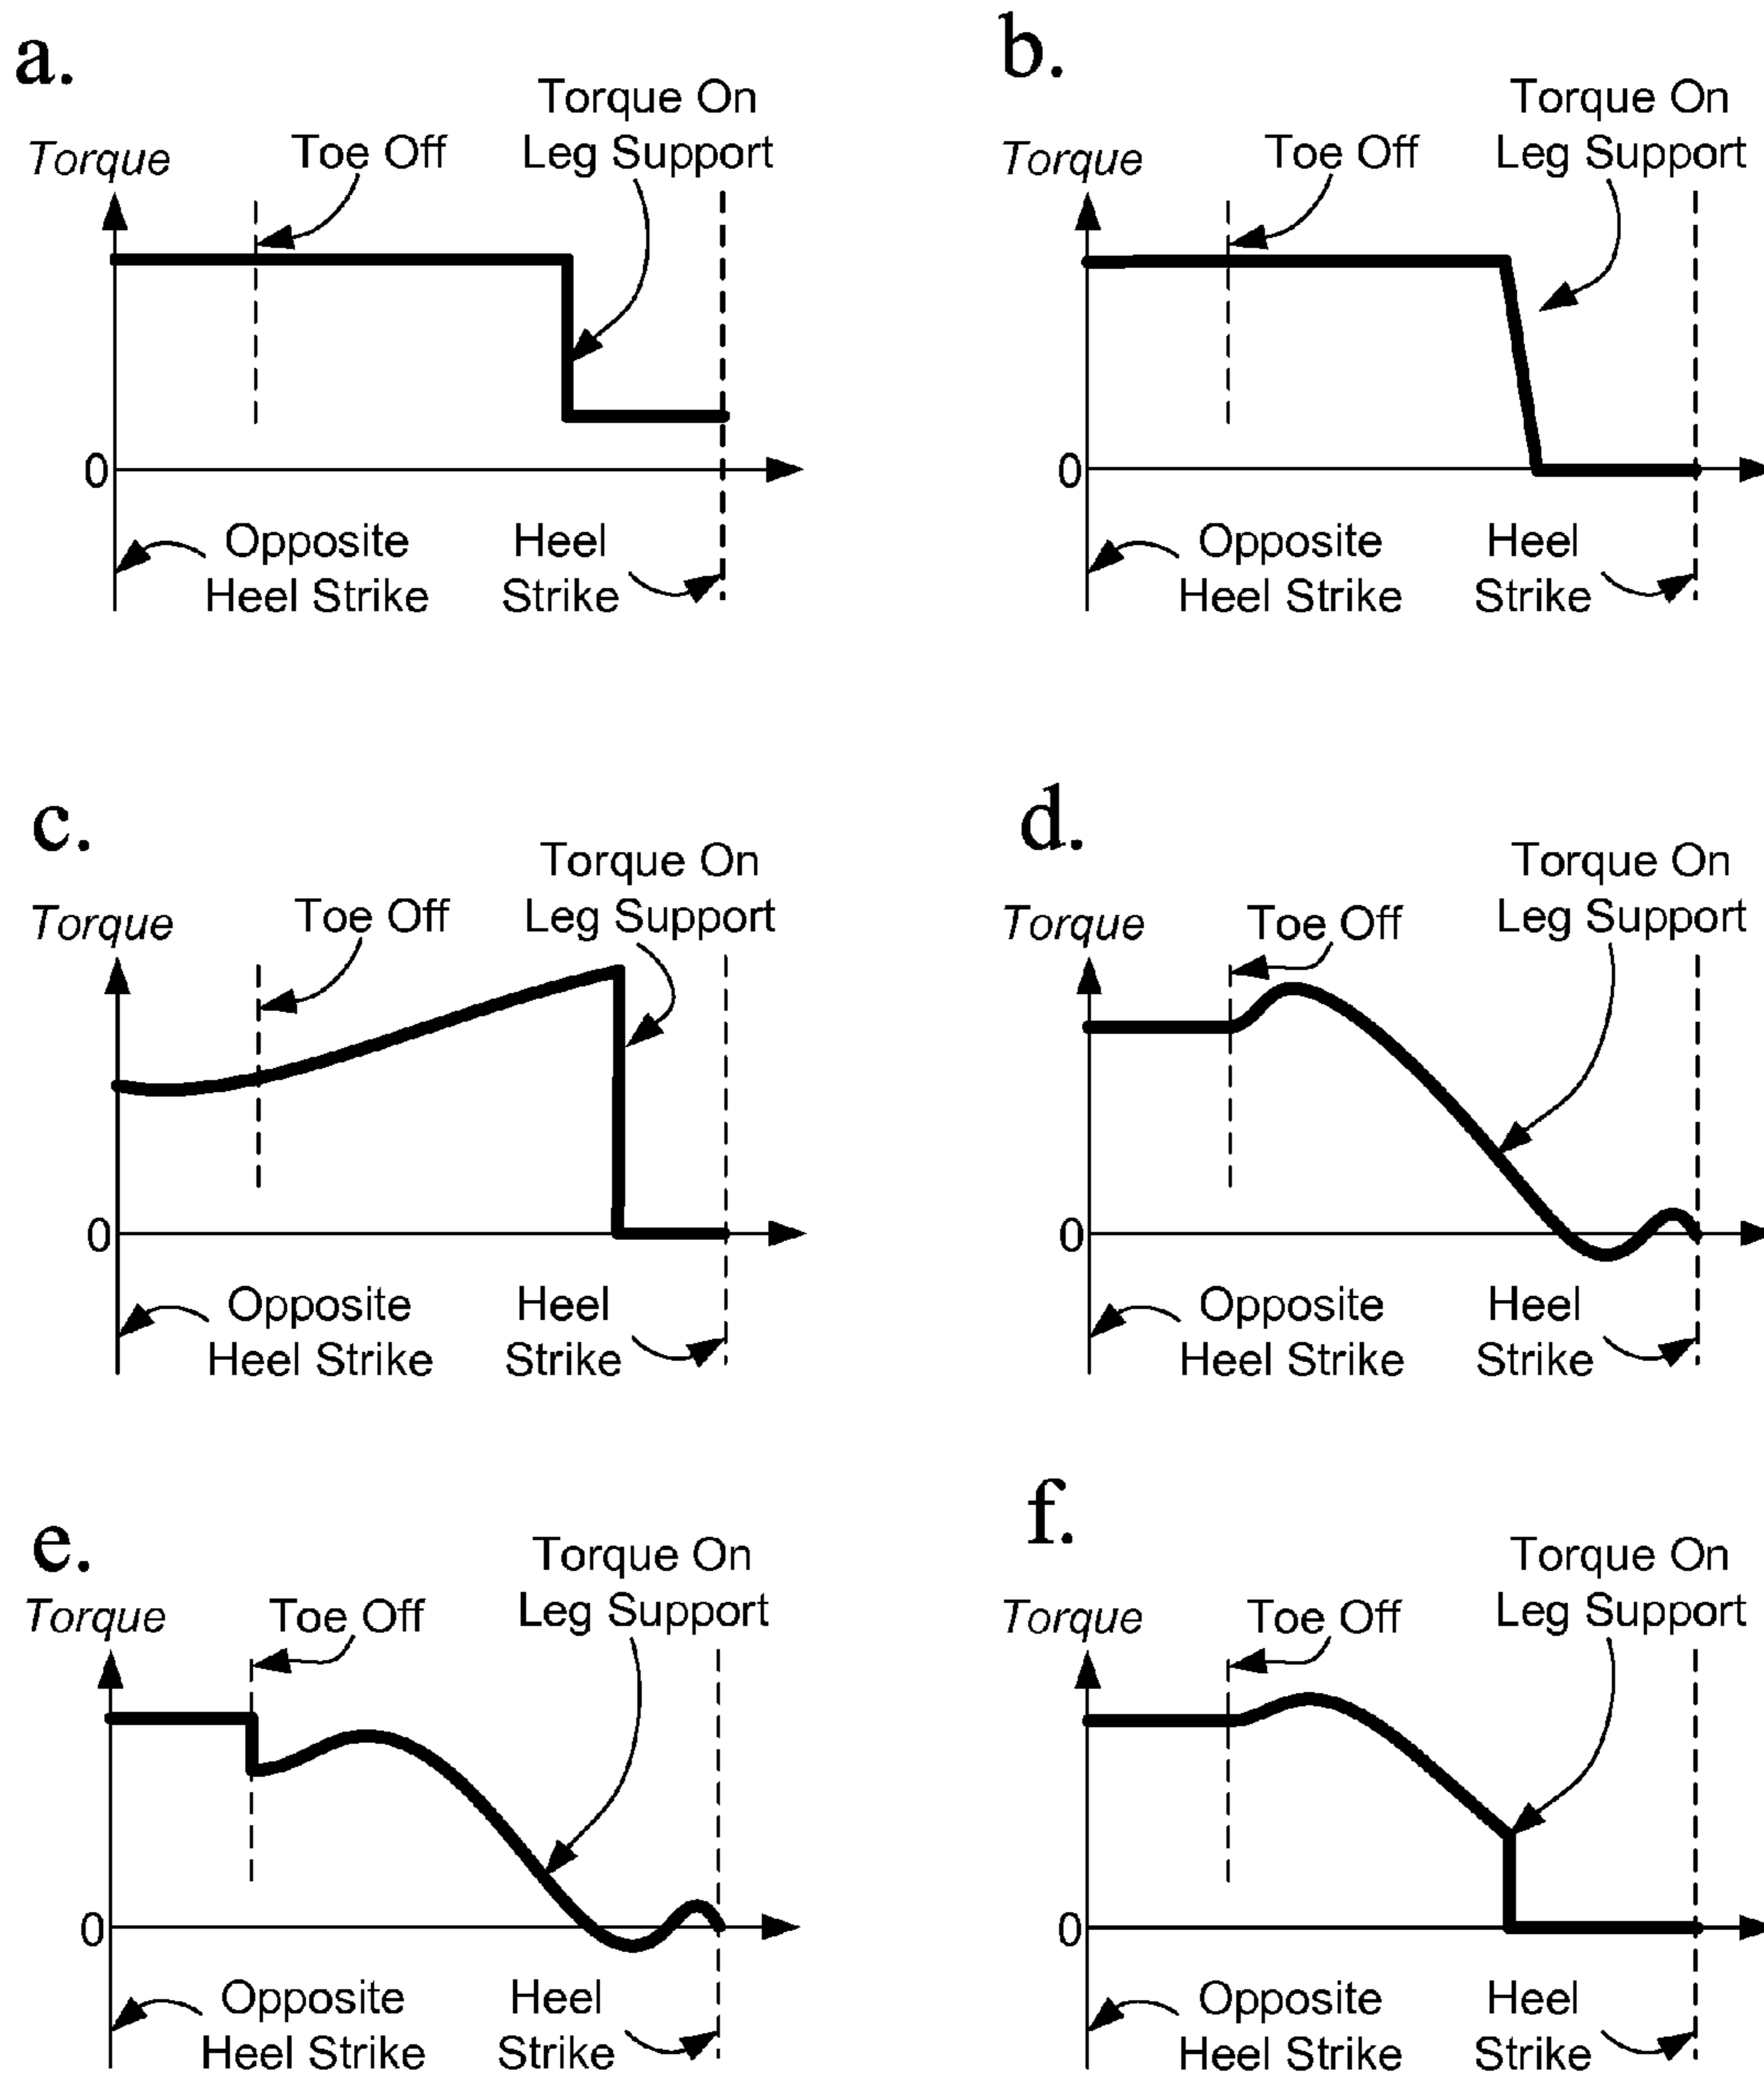 a.
Torque On
Leg Support
Toe Off
Torque
0
Opposite
Heel Strike
Heel
Strike
b.
Torque On
Leg Support
Toe Off
Torque
0
Opposite
Heel Strike
Heel
Strike
c.
Torque On
Leg Support
Toe Off
Torque
0
Opposite
Heel Strike
Heel
Strike
d.
Torque On
Leg Support
Toe Off
Torque
0
Opposite
Heel Strike
Heel
Strike
e.
Torque On
Leg Support
Toe Off
Torque
0
Opposite
Heel Strike
Heel
Strike
f.
Torque On
Leg Support
Toe Off
Torque
0
Opposite
Heel Strike
Heel
Strike